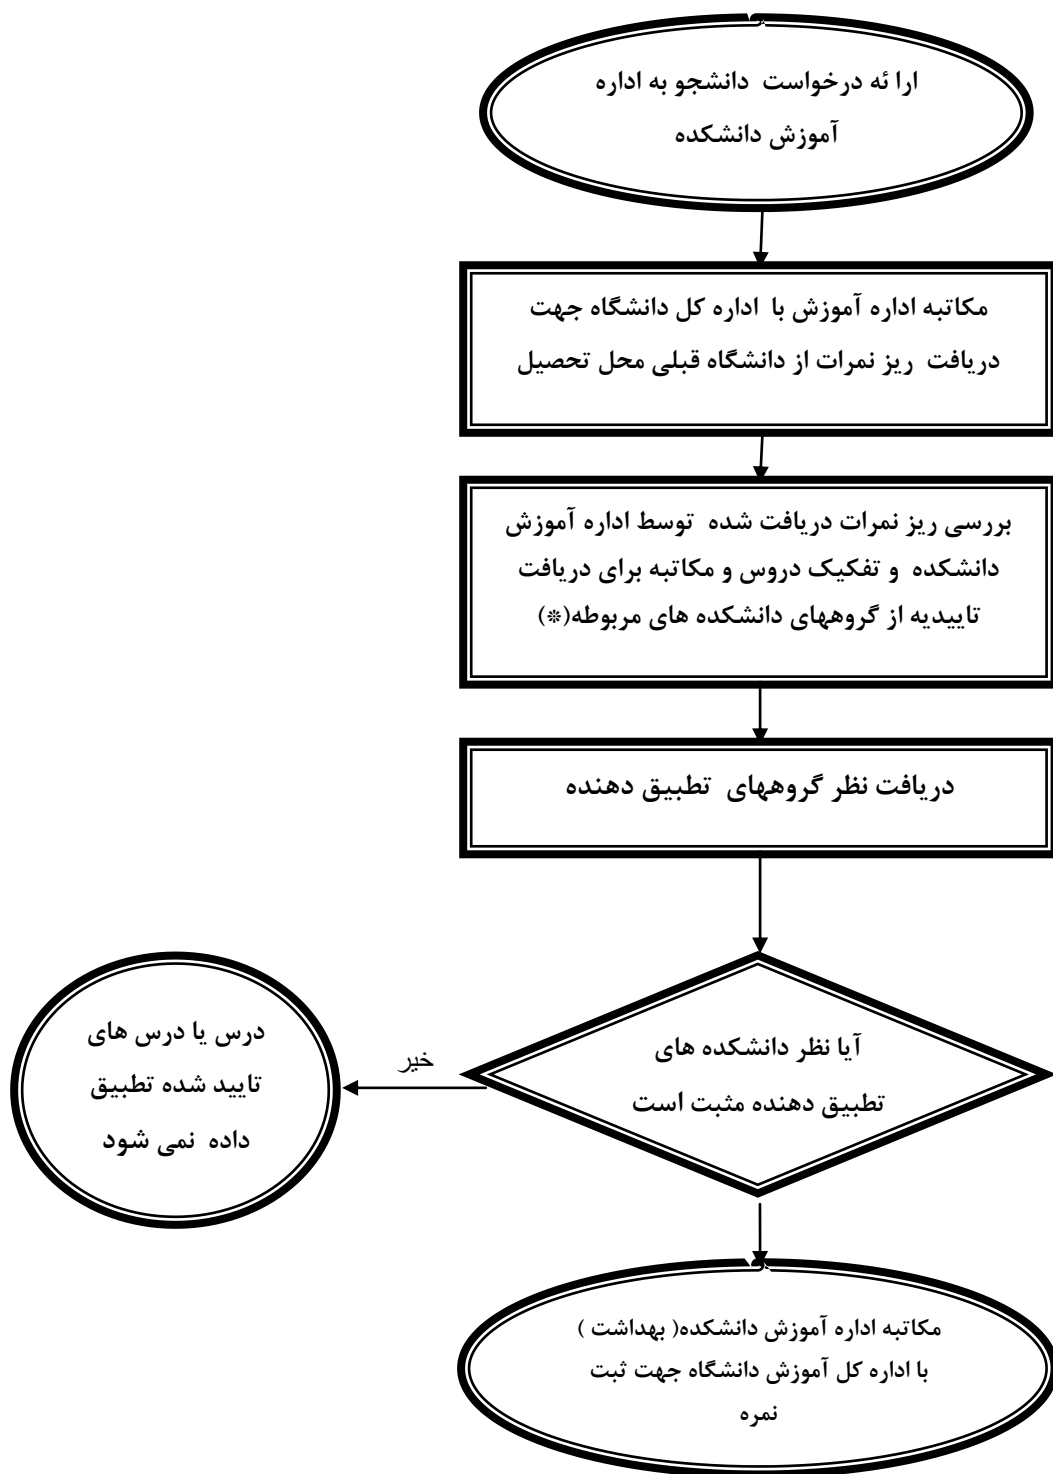 ارا ئه درخواست دانشجو به اداره
آموزش دانشکده
مکاتبه اداره آموزش با اداره کل دانشگاه جهت
دریافت ریز نمرات از دانشگاه قبلی محل تحصیل
بررسی ریز نمرات دریافت شده توسط اداره آموزش
دانشکده و تفکیک دروس و مکاتبه برای دریافت
تاییدیه از گروههای دانشکده های مربوطه(*)
دریافت نظر گروههای تطبیق دهنده
آیا نظر دانشکده های
تطبیق دهنده مثبت است
خیر
درس یا درس های
تایید شده تطبیق
داده نمی شود
مکاتبه اداره آموزش دانشکده( بهداشت )
با اداره کل آموزش دانشگاه جهت ثبت
نمره